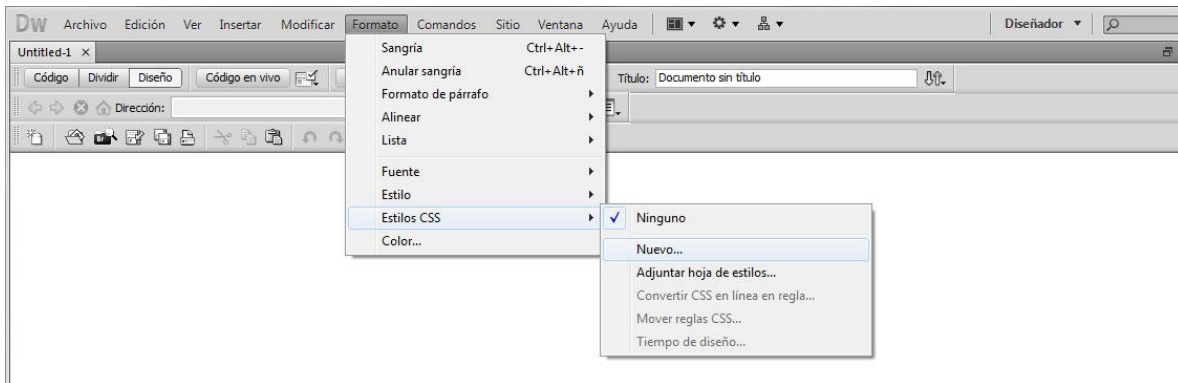 DW Archivo Edición Ver Insertar Modificar Formato Comandos Sitio Ventana Ayuda Diseñador
Untitled-1 ×
Código Dividir Diseño Código en vivo Título: Documento sin título
Dirección:
Sangría Ctrl+Alt+-
Anular sangría Ctrl+Alt+ñ
Formato de párrafo
Alinear
Lista
Fuente
Estilo
Estilos CSS
Color...
Ninguno
Nuevo...
Adjuntar hoja de estilos...
Convertir CSS en línea en regla...
Mover reglas CSS...
Tiempo de diseño...